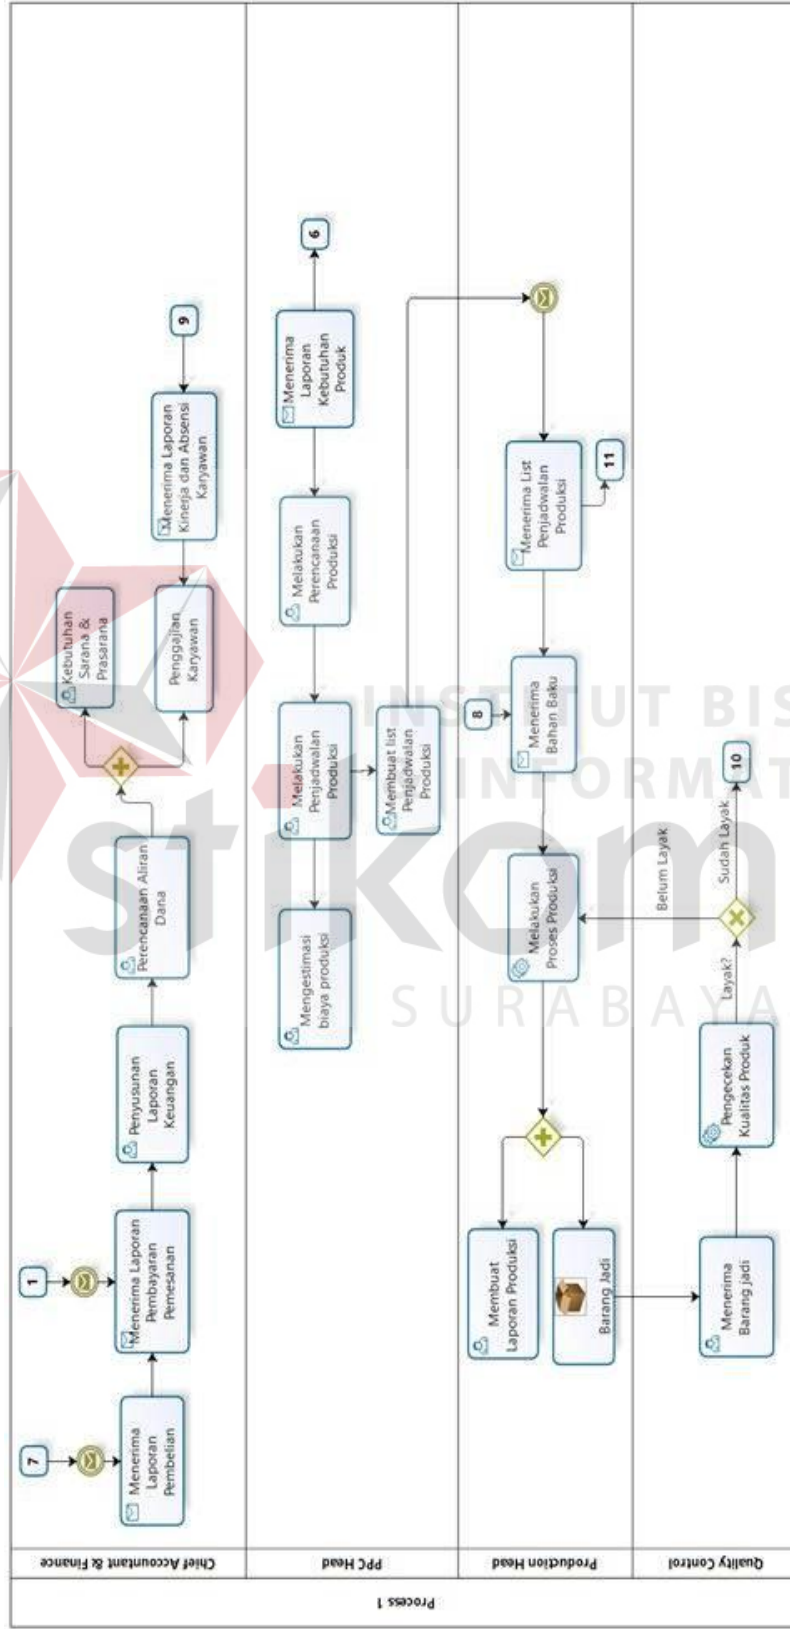 Process 1
Chief Accountant & Finance
7
Menerima
Laporan
Pembelian
1
Menerima Laporan
Pembayaran
Pemesanan
Penyusunan
Laporan
Keuangan
Perencanaan Aliran
Dana
Kebutuhan
Sarana &
Prasarana
Penggajian
Karyawan
Menerima Laporan
Kinerja dan Absensi
Karyawan
9
PPC Head
Mengestimasi
biaya produksi
Melakukan
Penjadwalan
Produksi
Membuat list
Penjadwalan
Produksi
Melakukan
Perencanaan
Produksi
Menerima
Laporan
Kebutuhan
Produk
6
Production Head
Membuat
Laporan Produksi
Barang Jadi
Melakukan
Proses Produksi
8
Menerima
Bahan Baku
Menerima List
Penjadwalan
Produksi
11
Quality Control
Menerima
Barang jadi
Pengecekan
Kualitas Produk
Layak?
Belum Layak
Sudah Layak
10
INSTITUT BIS
INFORMAT
stikom
SURABAYA